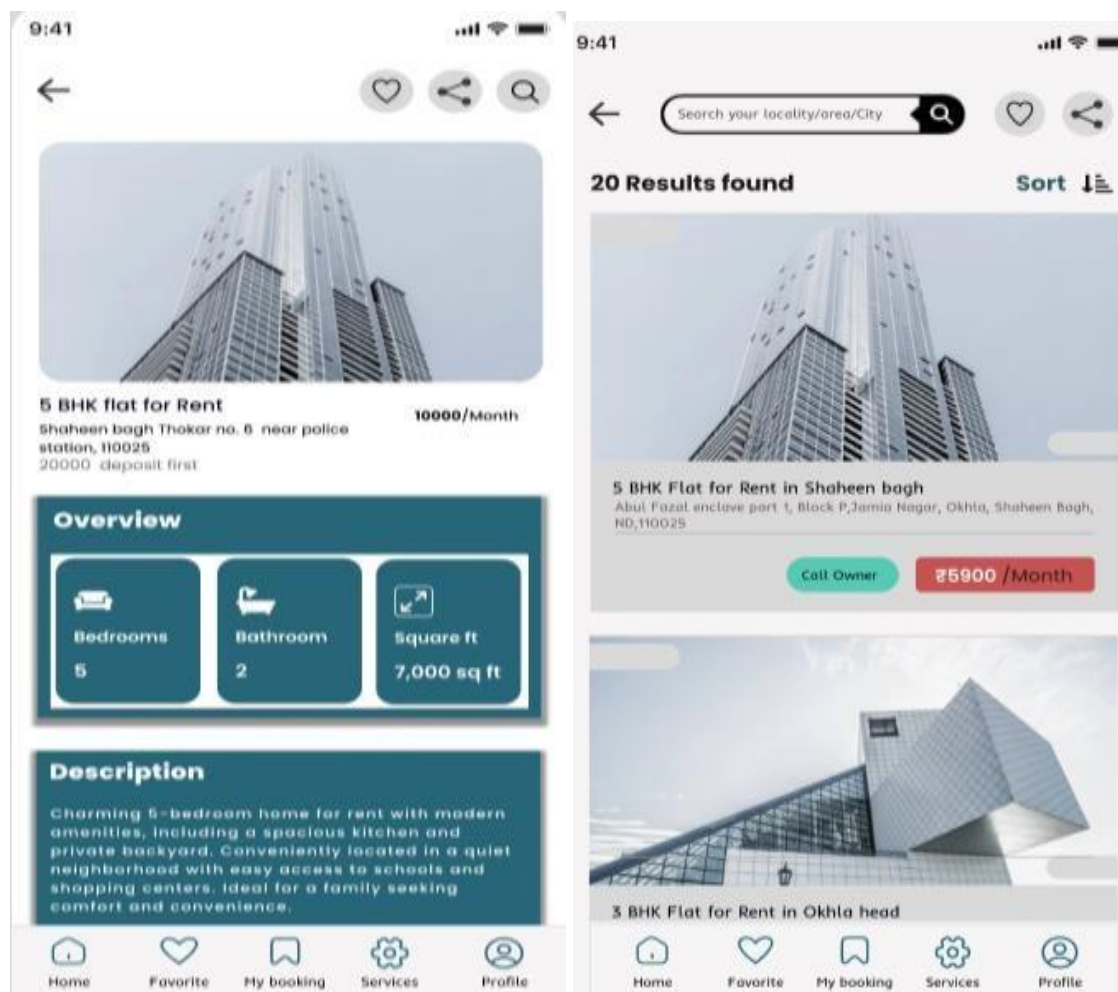 9:41
5 BHK flat for Rent
10000/Month
Shaheen bagh Thokar no. 6 near police
station, 110025
20000 deposit first
Overview
Bedrooms
5
Bathroom
2
Square ft
7,000 sq ft
Description
Charming 5-bedroom home for rent with modern
amenities, including a spacious kitchen and
private backyard. Conveniently located in a quiet
neighborhood with easy access to schools and
shopping centers. Ideal for a family seeking
comfort and convenience.
Home Favorite My booking Services Profile
9:41
Search your locality/area/City
20 Results found
Sort
5 BHK Flat for Rent in Shaheen bagh
Abul Fazal enclave part 1, Block P,Jamia Nagar, Okhla, Shaheen Bagh,
ND,110025
Call Owner
₹5900 /Month
3 BHK Flat for Rent in Okhla head
Home Favorite My booking Services Profile